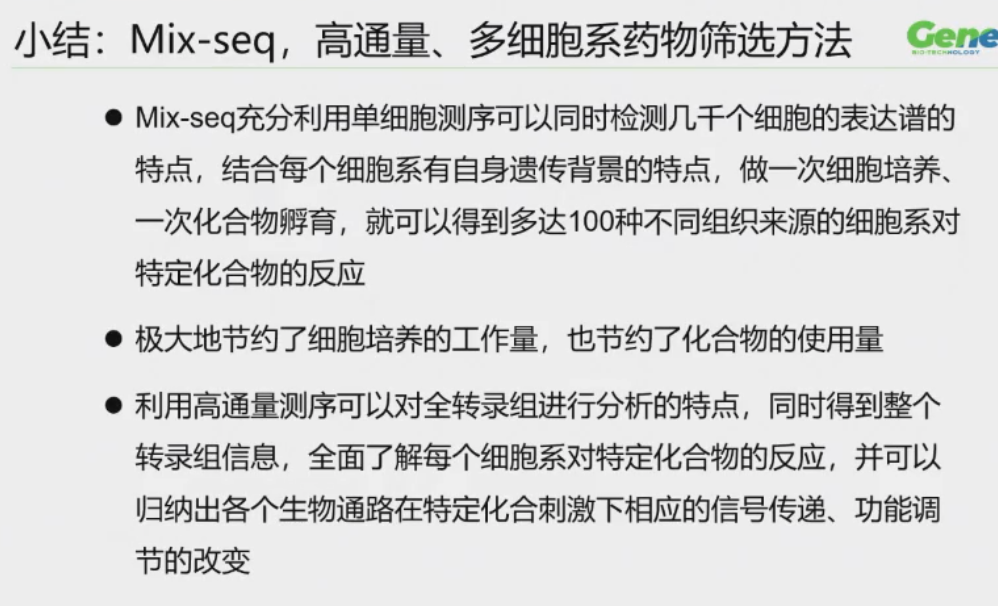 小结：Mix-seq，高通量、多细胞系药物筛选方法
Gene
BIO-TECHNOLOGY
● Mix-seq充分利用单细胞测序可以同时检测几千个细胞的表达谱的
特点，结合每个细胞系有自身遗传背景的特点，做一次细胞培养、
一次化合物孵育，就可以得到多达100种不同组织来源的细胞系对
特定化合物的反应
● 极大地节约了细胞培养的工作量，也节约了化合物的使用量
● 利用高通量测序可以对全转录组进行分析的特点，同时得到整个
转录组信息，全面了解每个细胞系对特定化合物的反应，并可以
归纳出各个生物通路在特定化合刺激下相应的信号传递、功能调
节的改变